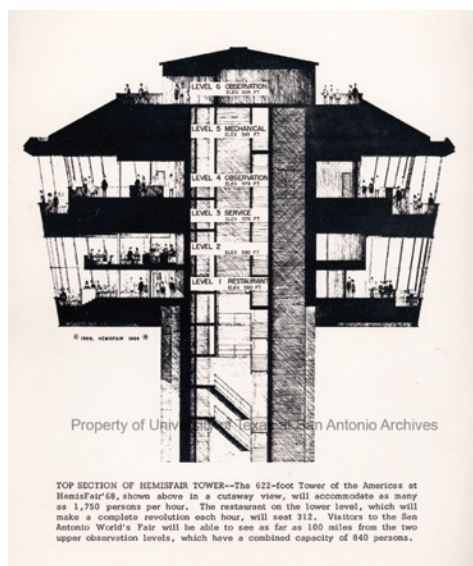 LEVEL 6 OBSERVATION
LEVEL 5 MECHANICAL
LEVEL 4 OBSERVATION
ELEV 579 FT.
LEVEL 3 SERVICE
LEVEL 2
ELEV 560 FT.
LEVEL 1 RESTAURANT
ELEV 550 FT.
© 1966, HEMISFAIR 1968 ®
Property of University of Texas at San Antonio Archives
TOP SECTION OF HEMISFAIR TOWER--The 622-foot Tower of the Americas at
HemisFair'68, shown above in a cutaway view, will accommodate as many
as 1,750 persons per hour. The restaurant on the lower level, which will
make a complete revolution each hour, will seat 312. Visitors to the San
Antonio World's Fair will be able to see as far as 100 miles from the two
upper observation levels, which have a combined capacity of 840 persons.